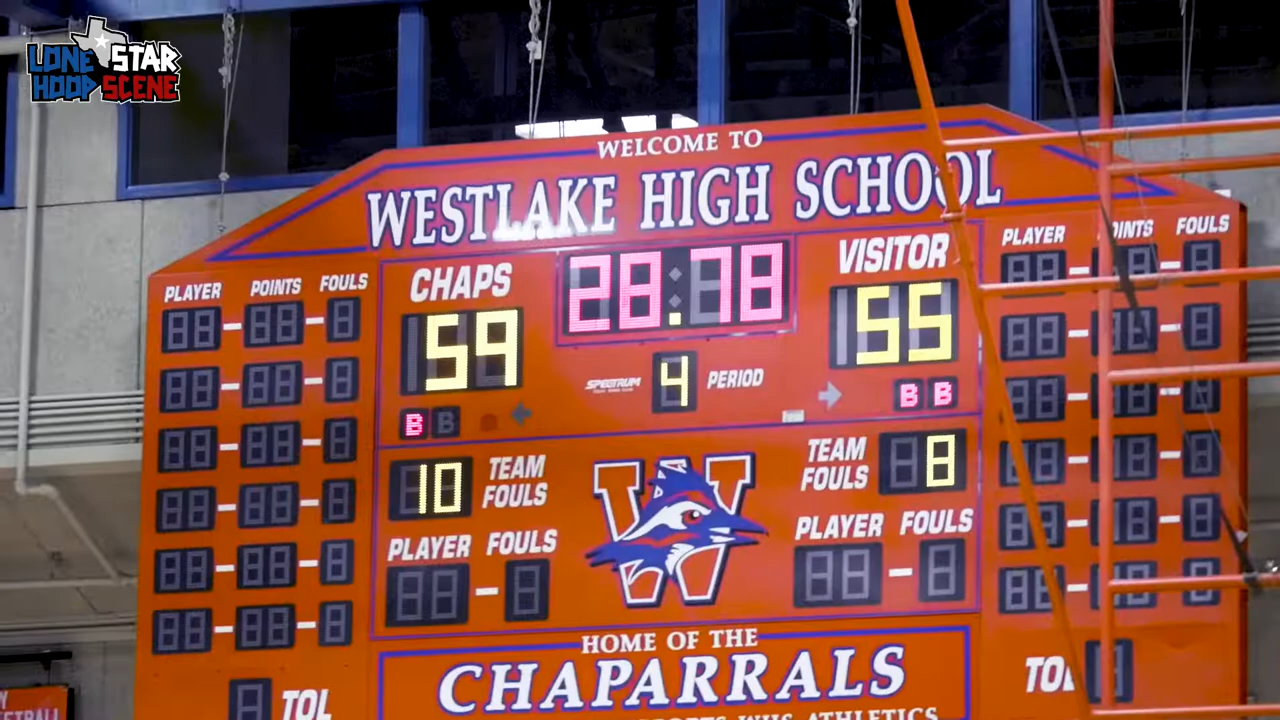 LONE STAR
HOOP SCENE
WELCOME TO
WESTLAKE HIGH SCHOOL
PLAYER POINTS FOULS
CHAPS
28.78
VISITOR
PLAYER POINTS FOULS
59
55
SPECTRUM
4 PERIOD
B
B B
10 TEAM FOULS
TEAM FOULS 8
W
PLAYER FOULS
PLAYER FOULS
HOME OF THE
CHAPARRALS
TOL
TOL
WHS ATHLETICS